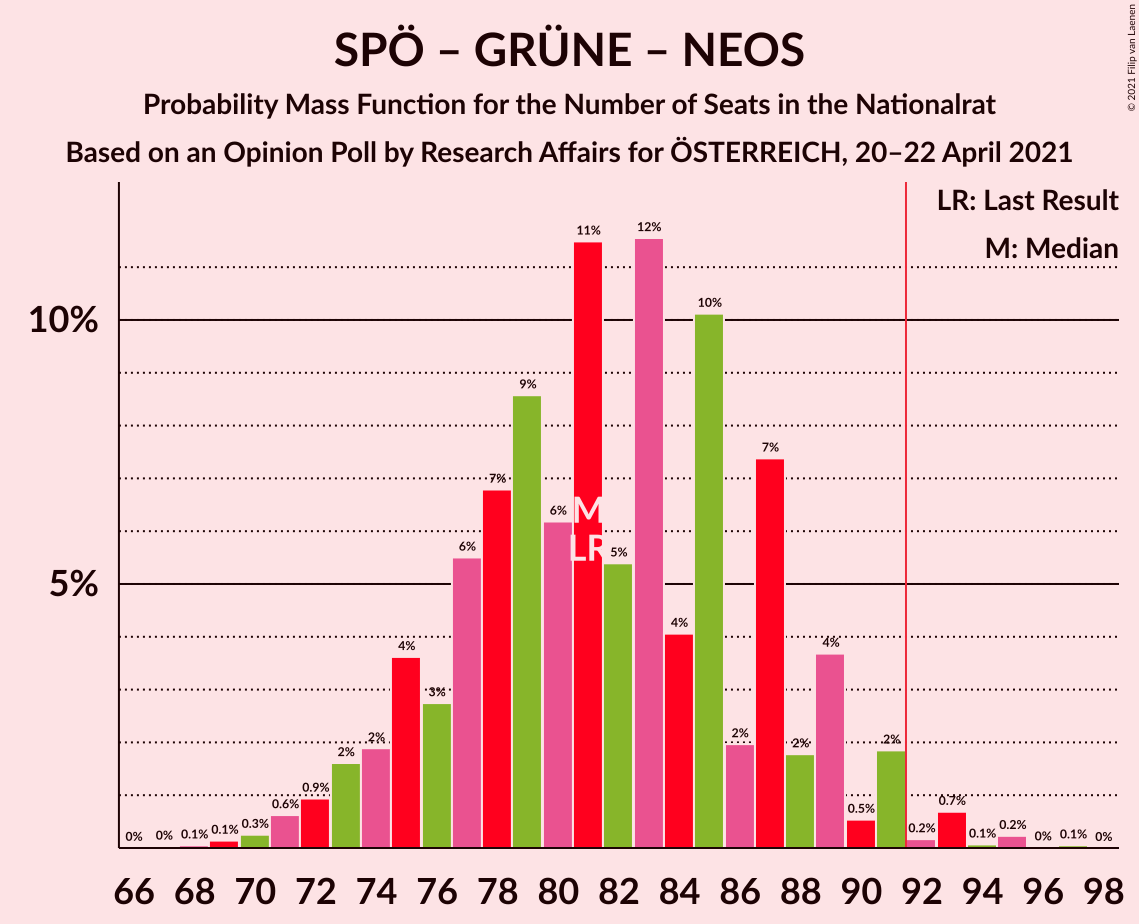 SPÖ – GRÜNE – NEOS
Probability Mass Function for the Number of Seats in the Nationalrat
Based on an Opinion Poll by Research Affairs for ÖSTERREICH, 20–22 April 2021
© 2021 Filip van Laenen
LR: Last Result
M: Median
10%
5%
0% 0% 0.1% 0.1% 0.3% 0.6% 0.9% 2% 2% 4% 3% 6% 7% 9% 6% 11% 5% 12% 4% 10% 2% 7% 2% 4% 0.5% 2% 0.2% 0.7% 0.1% 0.2% 0% 0.1% 0%
M
LR
66 68 70 72 74 76 78 80 82 84 86 88 90 92 94 96 98